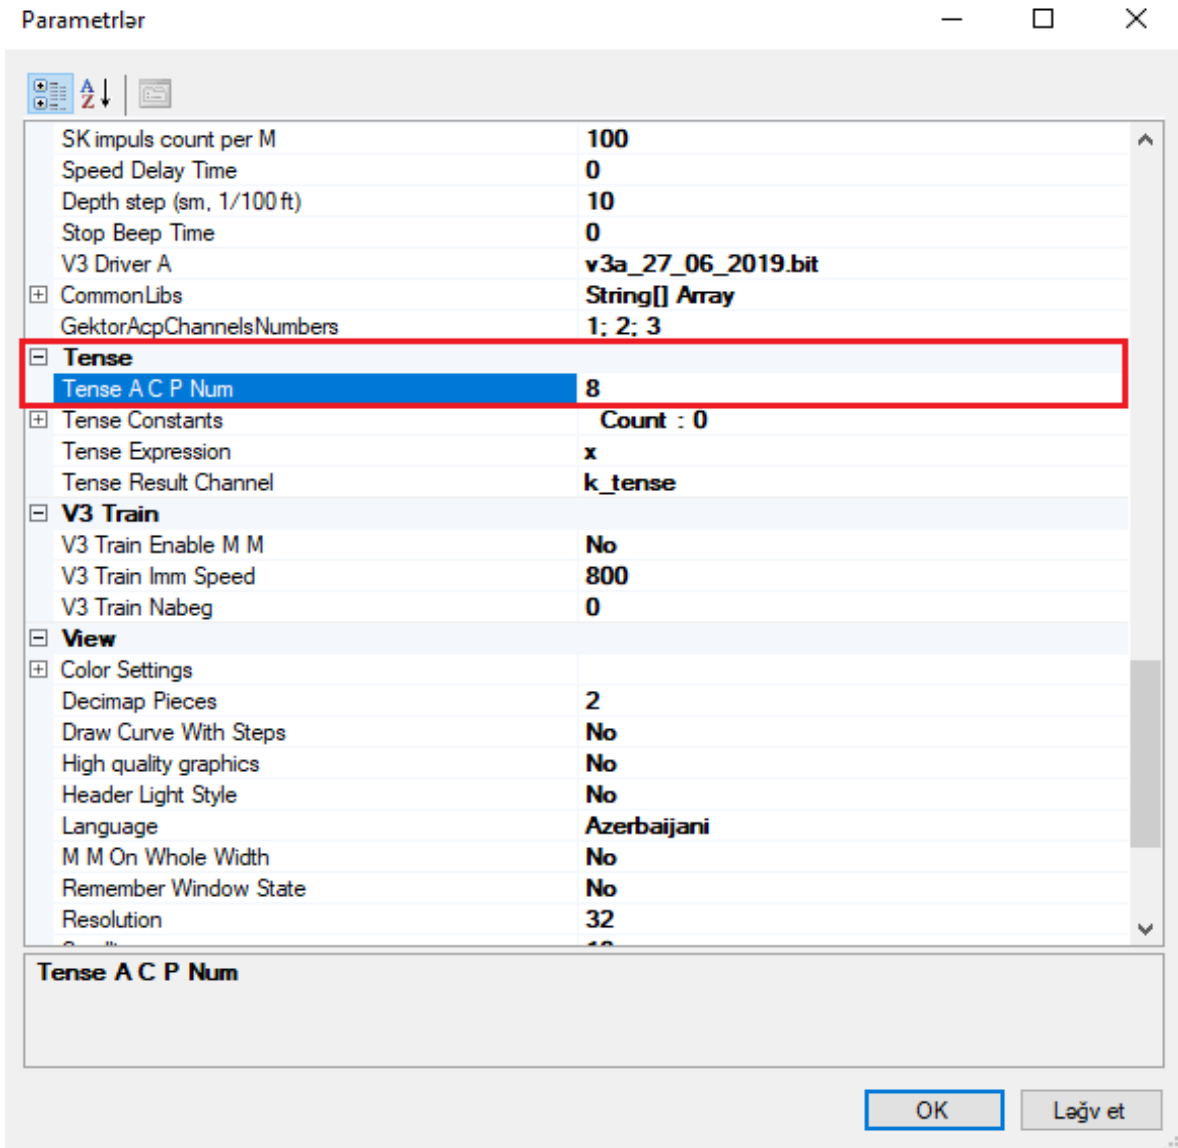 Parametrlər
SK impuls count per M 100
Speed Delay Time 0
Depth step (sm, 1/100 ft) 10
Stop Beep Time 0
V3 Driver A v3a_27_06_2019.bit
CommonLibs String[] Array
GektorAcpChannelsNumbers 1; 2; 3
Tense
Tense A C P Num 8
Tense Constants Count : 0
Tense Expression x
Tense Result Channel k_tense
V3 Train
V3 Train Enable M M No
V3 Train Imm Speed 800
V3 Train Nabeg 0
View
Color Settings
Decimap Pieces 2
Draw Curve With Steps No
High quality graphics No
Header Light Style No
Language Azerbaijani
M M On Whole Width No
Remember Window State No
Resolution 32
Tense A C P Num
OK Ləğv et